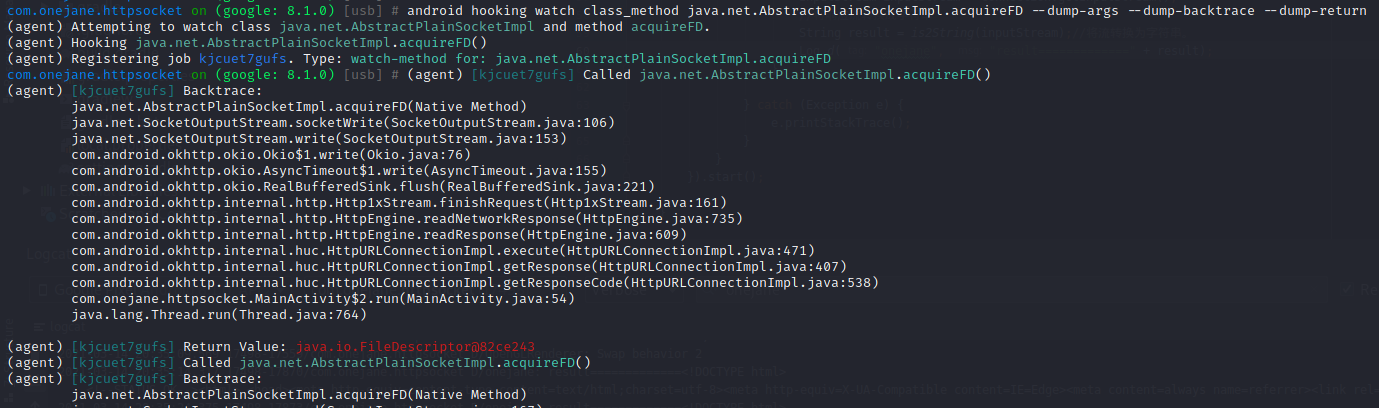 com.onejane.httpsocket on (google: 8.1.0) [usb] # android hooking watch class_method java.net.AbstractPlainSocketImpl.acquireFD --dump-args --dump-backtrace --dump-return
(agent) Attempting to watch class java.net.AbstractPlainSocketImpl and method acquireFD.
(agent) Hooking java.net.AbstractPlainSocketImpl.acquireFD()
(agent) Registering job kjcuet7gufs. Type: watch-method for: java.net.AbstractPlainSocketImpl.acquireFD
com.onejane.httpsocket on (google: 8.1.0) [usb] # (agent) [kjcuet7gufs] Called java.net.AbstractPlainSocketImpl.acquireFD()
(agent) [kjcuet7gufs] Backtrace:
java.net.AbstractPlainSocketImpl.acquireFD(Native Method)
java.net.SocketOutputStream.socketWrite(SocketOutputStream.java:106)
java.net.SocketOutputStream.write(SocketOutputStream.java:153)
com.android.okhttp.okio.Okio$1.write(Okio.java:76)
com.android.okhttp.okio.AsyncTimeout$1.write(AsyncTimeout.java:155)
com.android.okhttp.okio.RealBufferedSink.flush(RealBufferedSink.java:221)
com.android.okhttp.internal.http.Http1xStream.finishRequest(Http1xStream.java:161)
com.android.okhttp.internal.http.HttpEngine.readNetworkResponse(HttpEngine.java:735)
com.android.okhttp.internal.http.HttpEngine.readResponse(HttpEngine.java:609)
com.android.okhttp.internal.huc.HttpURLConnectionImpl.execute(HttpURLConnectionImpl.java:471)
com.android.okhttp.internal.huc.HttpURLConnectionImpl.getResponse(HttpURLConnectionImpl.java:407)
com.android.okhttp.internal.huc.HttpURLConnectionImpl.getResponseCode(HttpURLConnectionImpl.java:538)
com.onejane.httpsocket.MainActivity$2.run(MainActivity.java:54)
java.lang.Thread.run(Thread.java:764)
(agent) [kjcuet7gufs] Return Value: java.io.FileDescriptor@82ce243
(agent) [kjcuet7gufs] Called java.net.AbstractPlainSocketImpl.acquireFD()
(agent) [kjcuet7gufs] Backtrace:
java.net.AbstractPlainSocketImpl.acquireFD(Native Method)